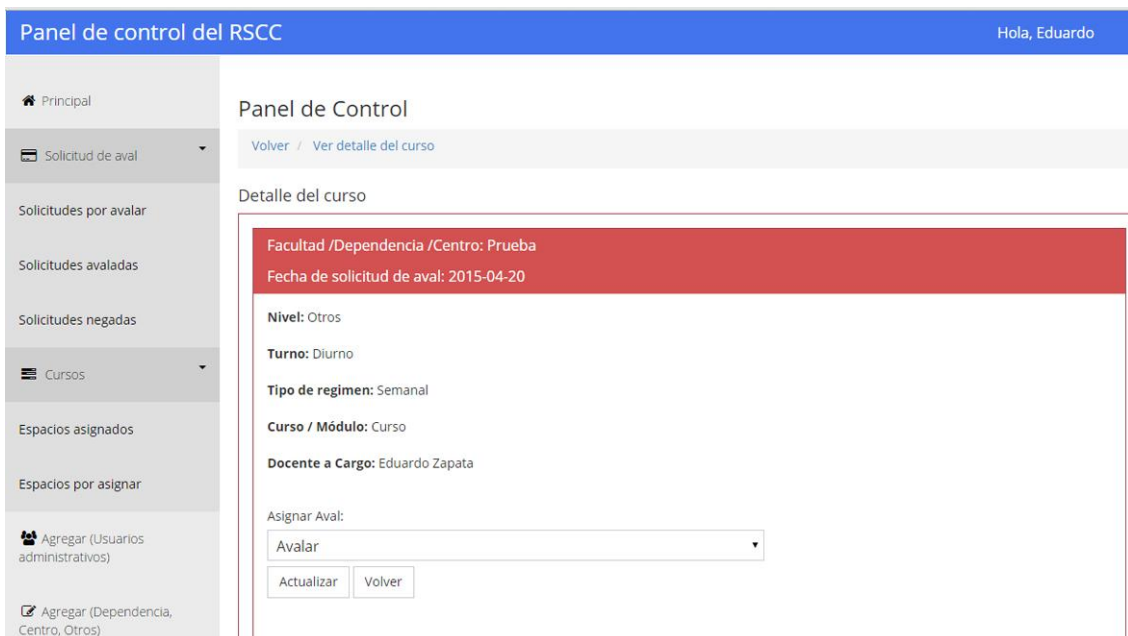 Panel de control del RSCC
Hola, Eduardo
Principal
Solicitud de aval
Solicitudes por avalar
Solicitudes avaladas
Solicitudes negadas
Cursos
Espacios asignados
Espacios por asignar
Agregar (Usuarios
administrativos)
Agregar (Dependencia,
Centro, Otros)
Panel de Control
Volver / Ver detalle del curso
Detalle del curso
Facultad /Dependencia /Centro: Prueba
Fecha de solicitud de aval: 2015-04-20
Nivel: Otros
Turno: Diurno
Tipo de regimen: Semanal
Curso / Módulo: Curso
Docente a Cargo: Eduardo Zapata
Asignar Aval:
Avalar
Actualizar Volver